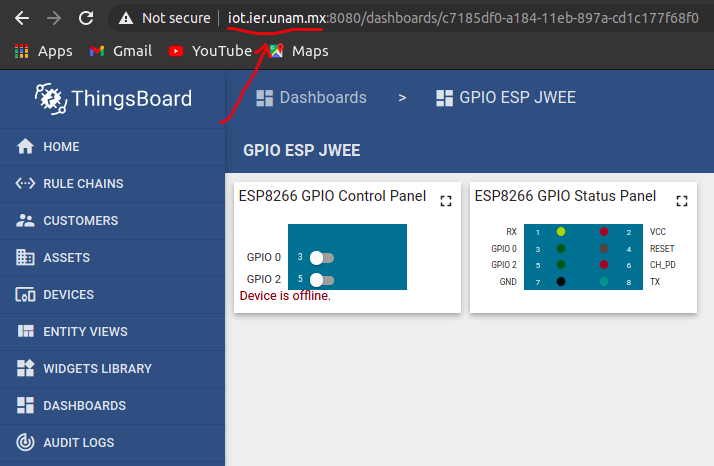 Not secure | iot.ier.unam.mx:8080/dashboards/c7185df0-a184-11eb-897a-cd1c177f68f0
Apps Gmail YouTube Maps
ThingsBoard
Dashboards > GPIO ESP JWEE
GPIO ESP JWEE
HOME
RULE CHAINS
CUSTOMERS
ASSETS
DEVICES
ENTITY VIEWS
WIDGETS LIBRARY
DASHBOARDS
AUDIT LOGS
ESP8266 GPIO Control Panel
GPIO 0 3
GPIO 2 5
Device is offline.
ESP8266 GPIO Status Panel
RX 1 2 VCC
GPIO 0 3 4 RESET
GPIO 2 5 6 CH_PD
GND 7 8 TX